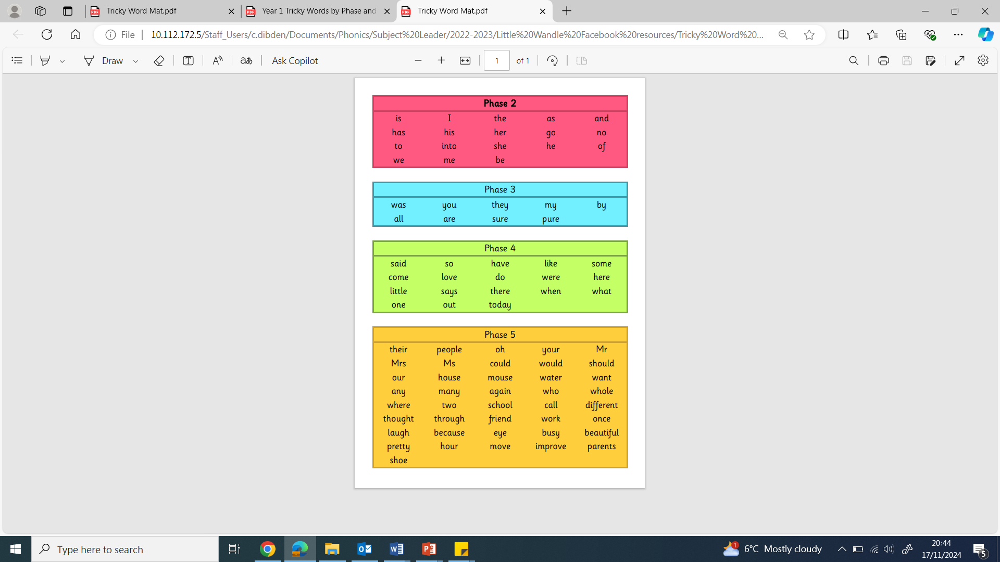 Tricky Word Mat.pdf
Year 1 Tricky Words by Phase and
Tricky Word Mat.pdf
File
10.112.172.5/Staff_Users/c.dibden/Documents/Phonics/Subject%20Leader/2022-2023/Little%20Wandle%20Facebook%20resources/Tricky%20Word%20...
Draw
Ask Copilot
1 of 1
Phase 2
is I the as and
has his her go no
to into she he of
we me be
Phase 3
was you they my by
all are sure pure
Phase 4
said so have like some
come love do were here
little says there when what
one out today
Phase 5
their people oh your Mr
Mrs Ms could would should
our house mouse water want
any many again who whole
where two school call different
thought through friend work once
laugh because eye busy beautiful
pretty hour move improve parents
shoe
Type here to search
1
6°C Mostly cloudy
20:44
17/11/2024
5